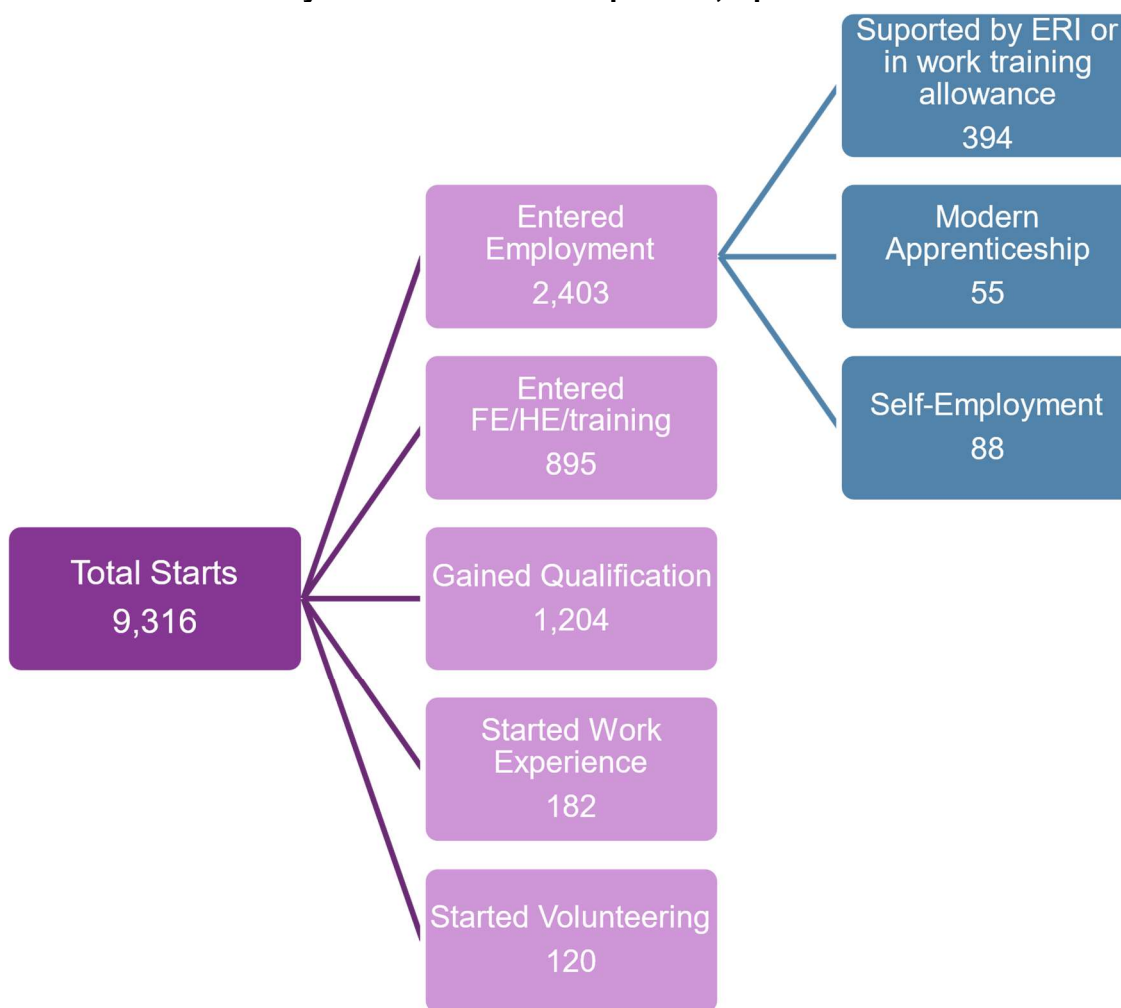 Suported by ERI or
in work training
allowance
394
Entered
Employment
2,403
Modern
Apprenticeship
55
Entered
FE/HE/training
895
Self-Employment
88
Total Starts
9,316
Gained Qualification
1,204
Started Work
Experience
182
Started Volunteering
120